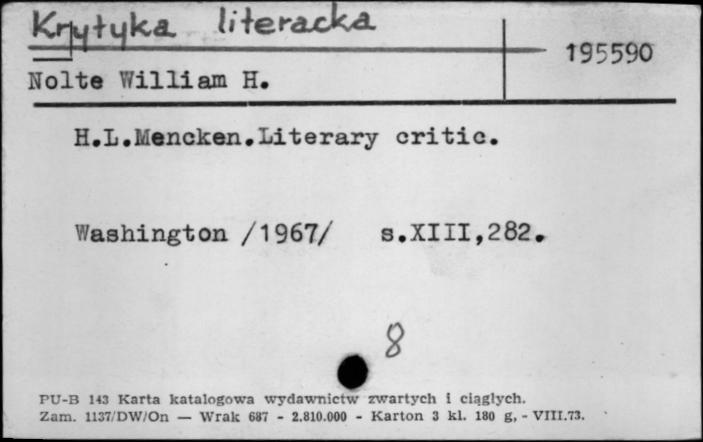 Krytyka literacka
195590
Nolte William H.
H.L.Mencken.Literary critic.
Washington /1967/ s.XIII,282.
8
PU-B 143 Karta katalogowa wydawnictw zwartych i ciągłych.
Zam. 1137/DW/On — Wrak 687 - 2.810.000 - Karton 3 kl. 180 g, - VIII.73.